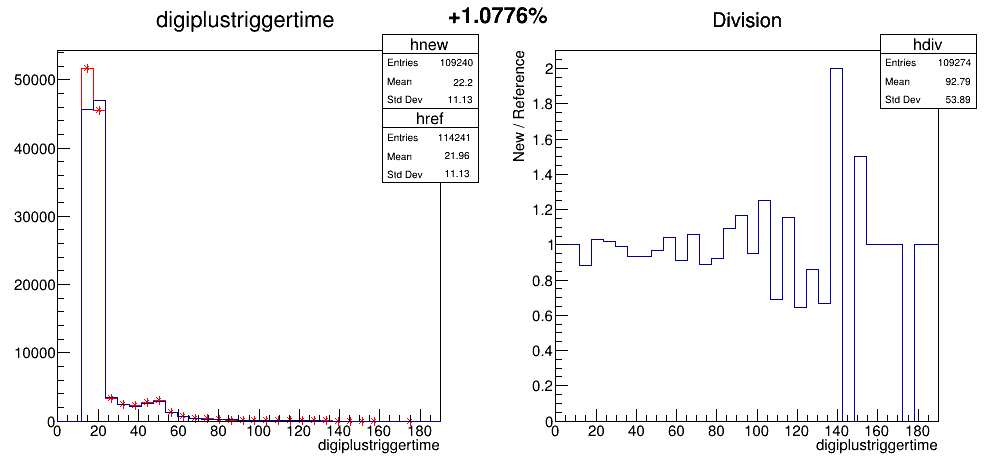 digiplustriggertime
+1.0776%
Division
hnew
Entries 109240
Mean 22.2
Std Dev 11.13
href
Entries 114241
Mean 21.96
Std Dev 11.13
50000
40000
30000
20000
10000
0
0 20 40 60 80 100 120 140 160 180
digiplustriggertime
hdiv
Entries 109274
Mean 92.79
Std Dev 53.89
New / Reference
2
1.8
1.6
1.4
1.2
1
0.8
0.6
0.4
0.2
0
0 20 40 60 80 100 120 140 160 180
digiplustriggertime